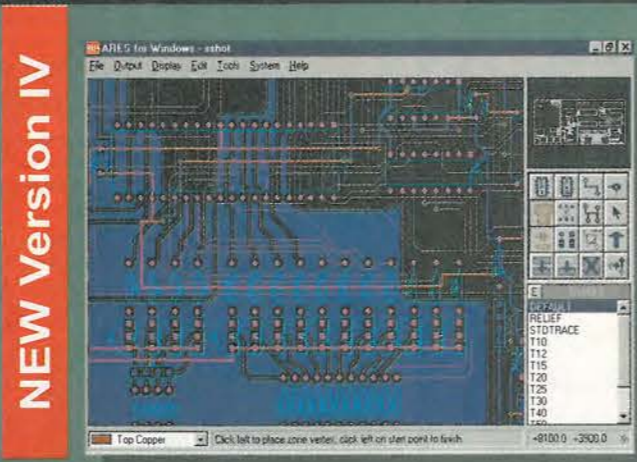 NEW Version IV
ARES for Windows - sshot
File Output Display Edit Tools System Help
E
DEFAULT
RELIEF
STDTRACE
T10
T12
T15
T20
T25
T30
T40
T50
Top Copper
Click left to place zone vertex, click left on start point to finish.
+8100.0 +3900.0